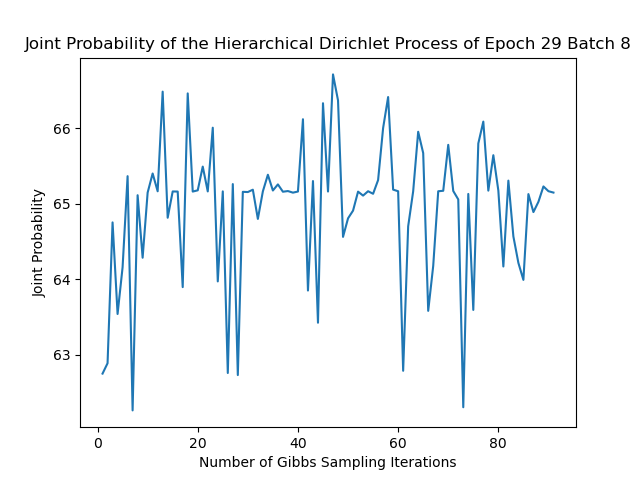 Joint Probability of the Hierarchical Dirichlet Process of Epoch 29 Batch 8
66
65
64
63
Joint Probability
0 20 40 60 80
Number of Gibbs Sampling Iterations